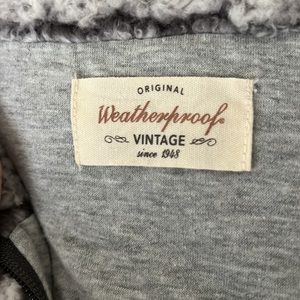 ORIGINAL
Weatherproof®
VINTAGE
since 1948